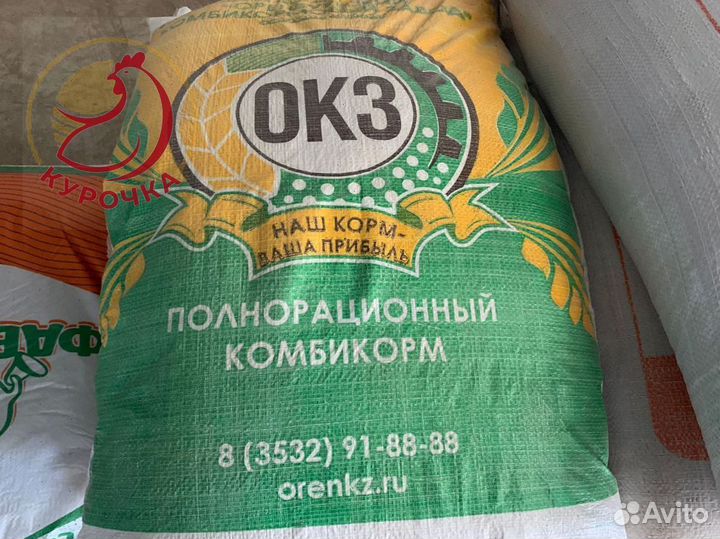 КУРОЧКА
ОКЗ
НАШ КОРМ-
ВАША ПРИБЫЛЬ
ПОЛНОРАЦИОННЫЙ
КОМБИКОРМ
8 (3532) 91-88-88
orenkz.ru
Avito